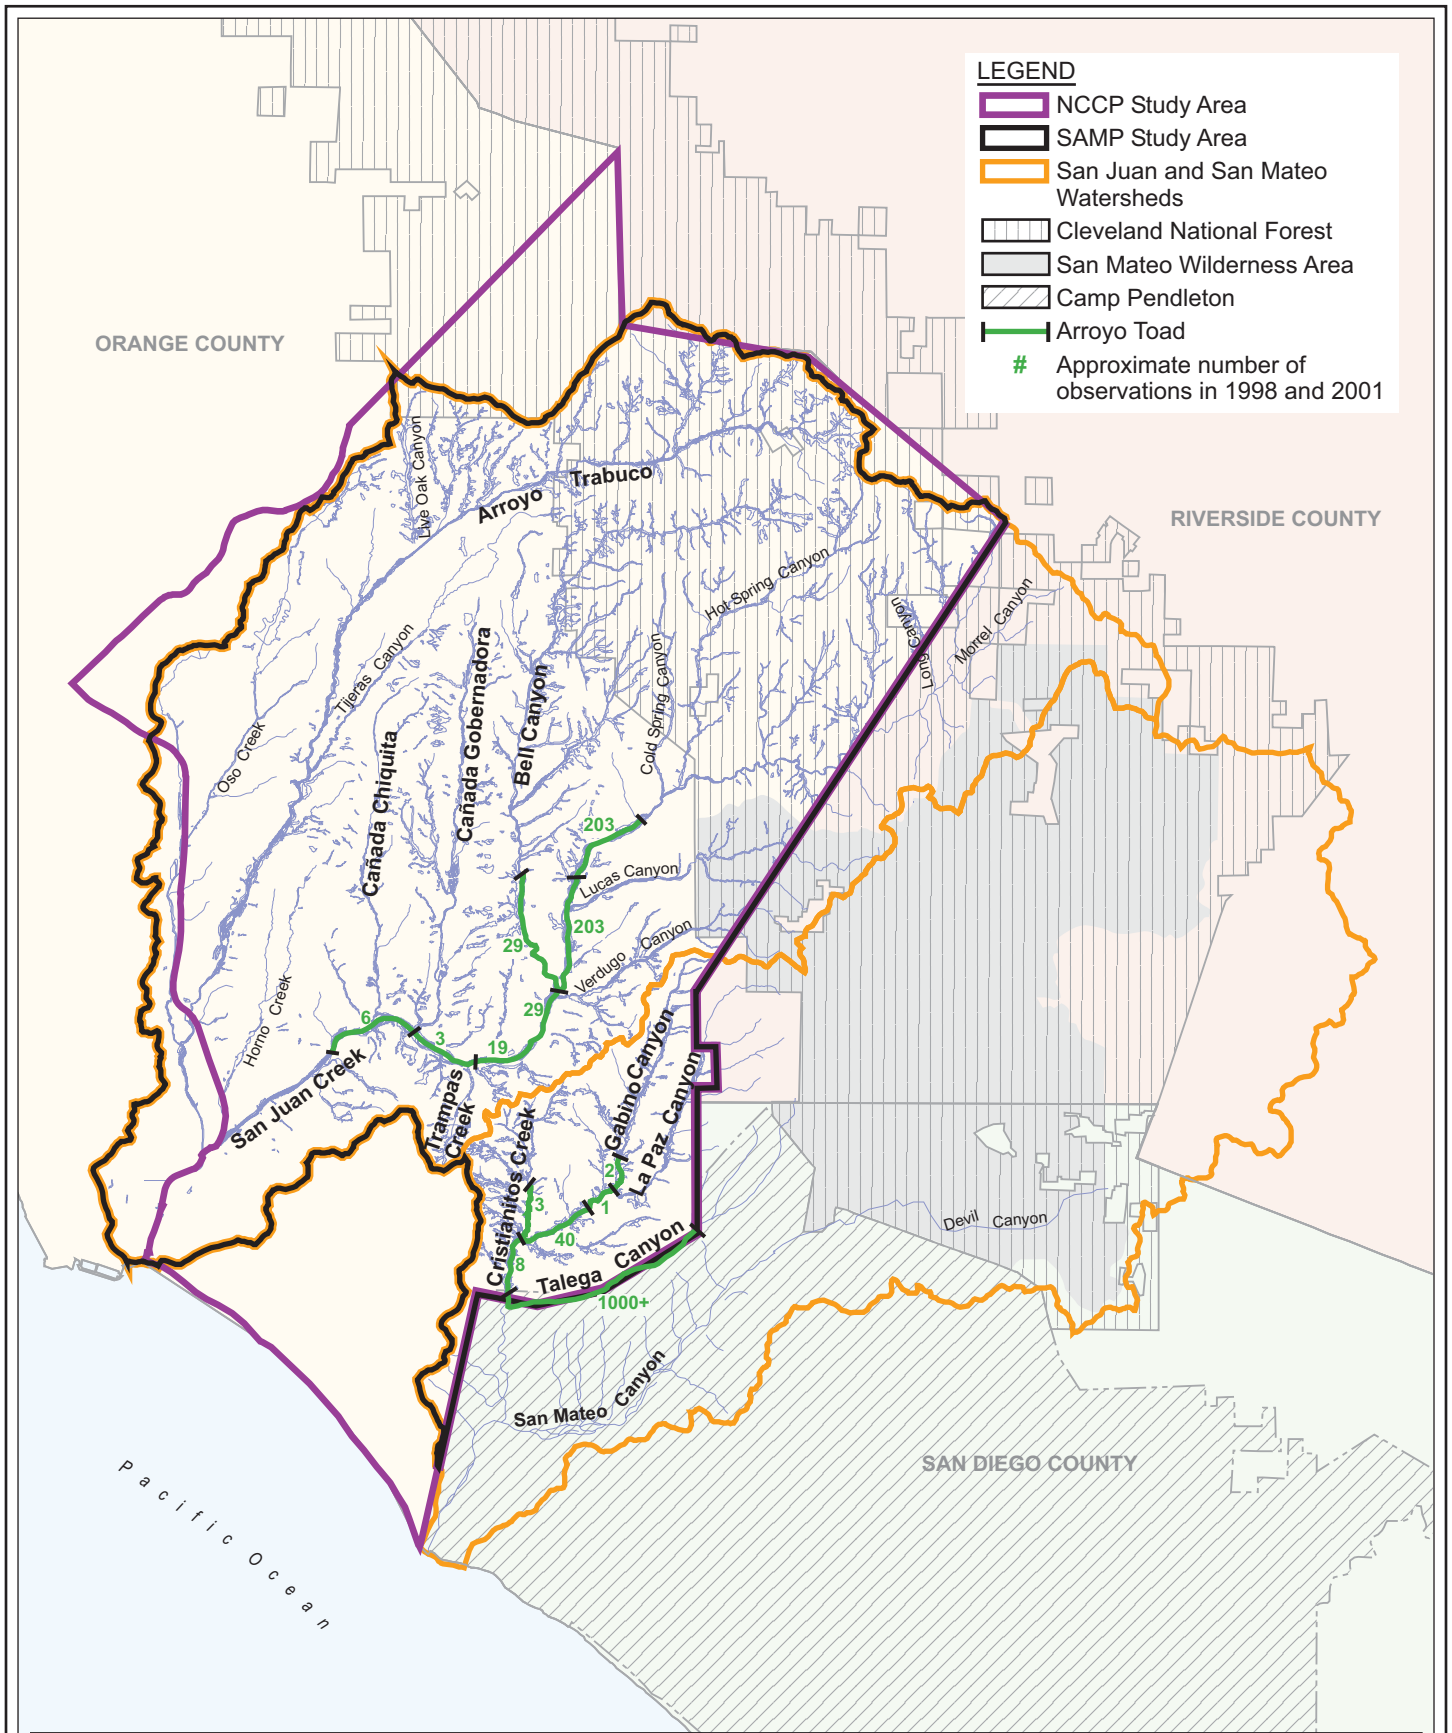 LEGEND
NCCP Study Area
SAMP Study Area
San Juan and San Mateo
Watersheds
Cleveland National Forest
San Mateo Wilderness Area
Camp Pendleton
Arroyo Toad
# Approximate number of
observations in 1998 and 2001
ORANGE COUNTY
RIVERSIDE COUNTY
Live Oak Canyon
Arroyo Trabuco
Hot Spring Canyon
Long Canyon
Morrel Canyon
Tijeras Canyon
Cañada Gobernadora
Bell Canyon
Cold Spring Canyon
Oso Creek
Cañada Chiquita
203
Lucas Canyon
203
29
Verdugo Canyon
Horno Creek
29
6
3
19
San Juan Creek
Trampas
Creek
Gabino Canyon
La Paz Canyon
Cristianitos Creek
2
3
1
40
8
Talega Canyon
1000+
Devil Canyon
San Mateo Canyon
SAN DIEGO COUNTY
Pacific Ocean